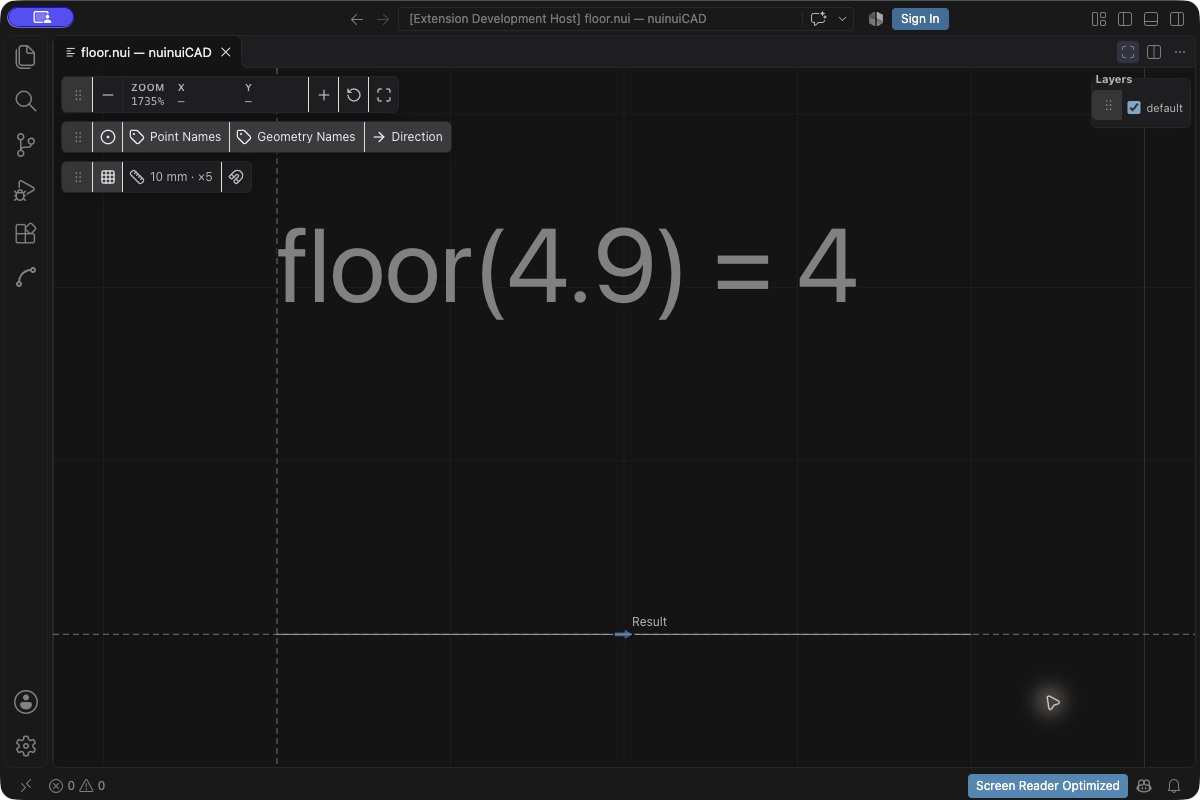 [Extension Development Host] floor.nui — nuinuiCAD
Sign In
floor.nui — nuinuiCAD
ZOOM X Y
1735% – –
Point Names
Geometry Names
Direction
10 mm · ×5
Layers
default
floor(4.9) = 4
Result
0 0
Screen Reader Optimized